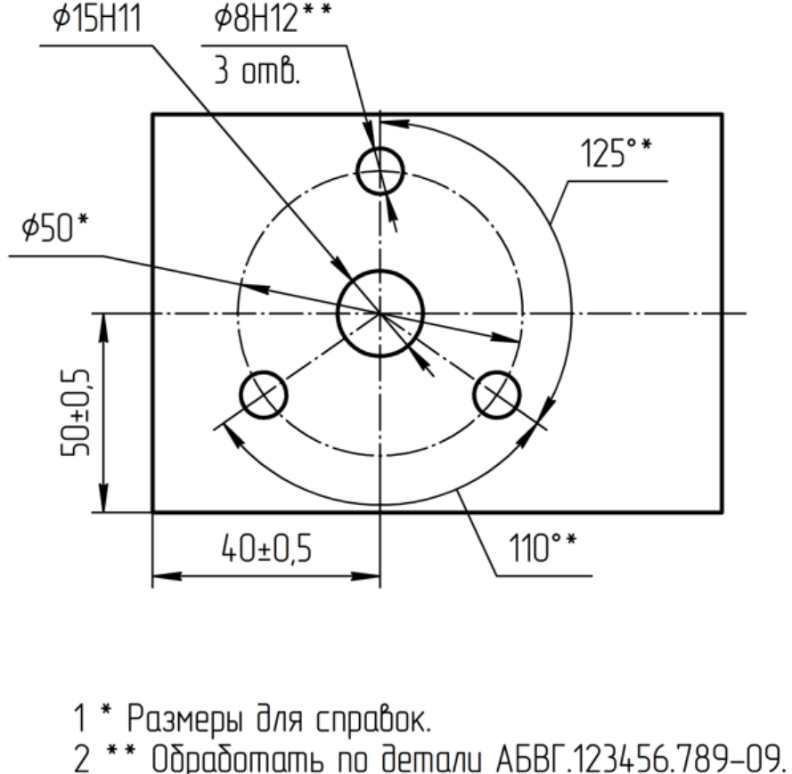 ⌀15H11
⌀8H12**
3 отв.
125°*
⌀50*
50±0,5
40±0,5
110°*
1 * Размеры для справок.
2 ** Обработать по детали АБВГ.123456.789-09.